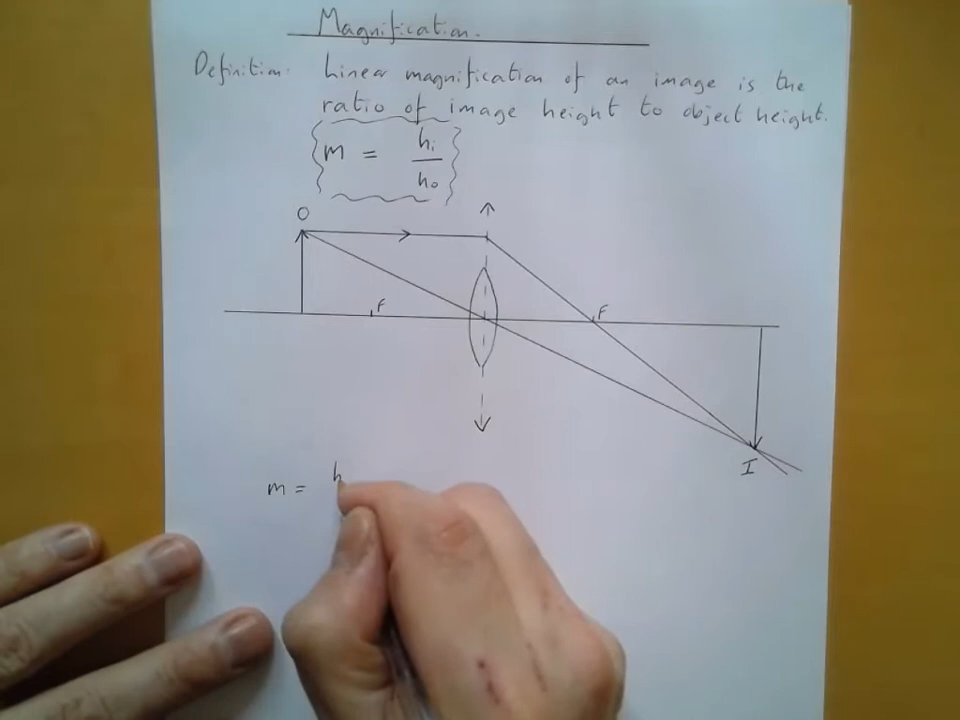 Magnification.
Definition: Linear magnification of an image is the
ratio of image height to object height.
m = hi/ho
O
F
F
I
m = h